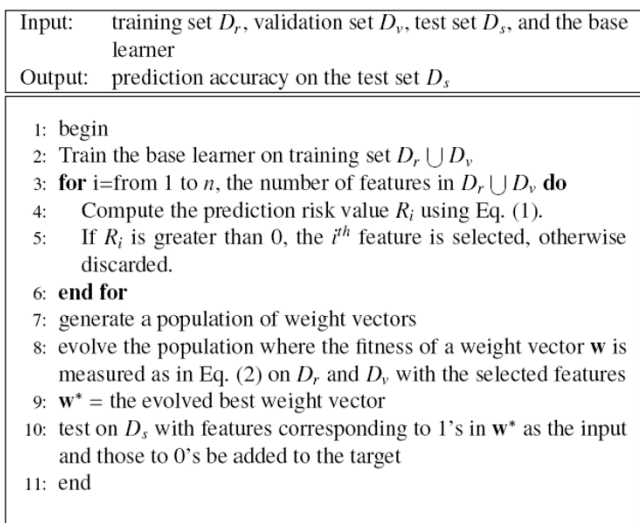 Input: training set D_r, validation set D_v, test set D_s, and the base
learner
Output: prediction accuracy on the test set D_s
1: begin
2: Train the base learner on training set D_r ⋃ D_v
3: for i=from 1 to n, the number of features in D_r ⋃ D_v do
4: Compute the prediction risk value R_i using Eq. (1).
5: If R_i is greater than 0, the i^th feature is selected, otherwise
discarded.
6: end for
7: generate a population of weight vectors
8: evolve the population where the fitness of a weight vector w is
measured as in Eq. (2) on D_r and D_v with the selected features
9: w* = the evolved best weight vector
10: test on D_s with features corresponding to 1's in w* as the input
and those to 0's be added to the target
11: end